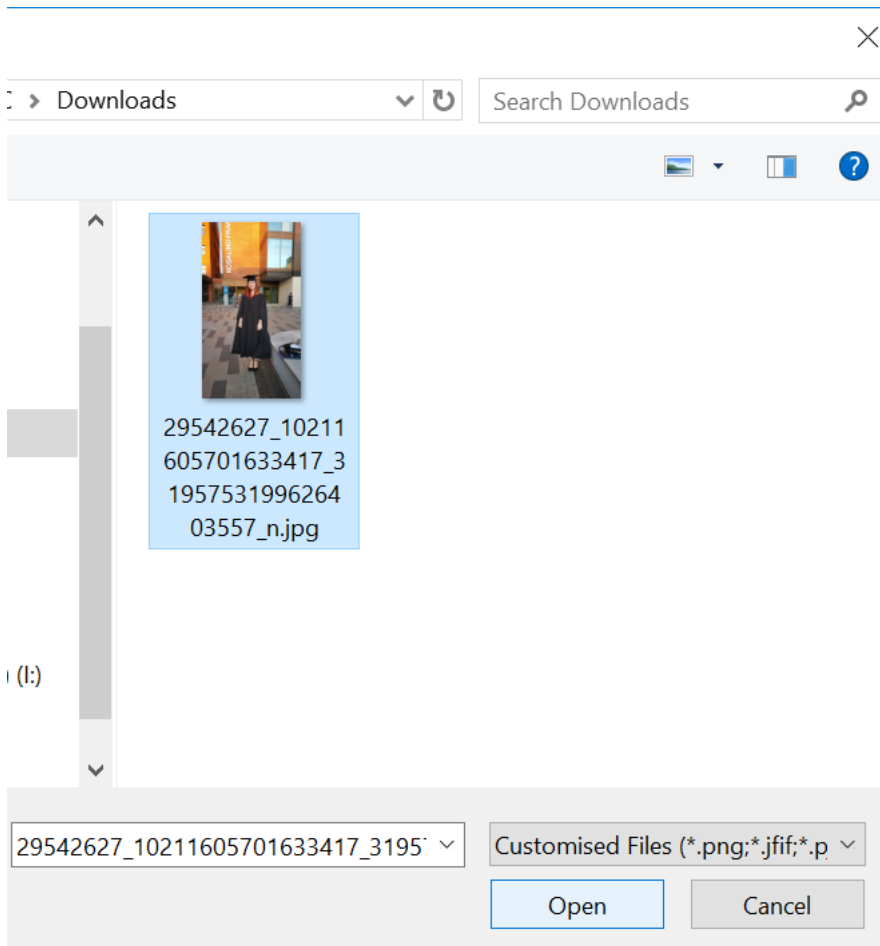 Downloads
Search Downloads
?
29542627_10211
605701633417_3
1957531996264
03557_n.jpg
(I:)
29542627_10211605701633417_3195
Customised Files (*.png;*.jfif;*.p
Open
Cancel